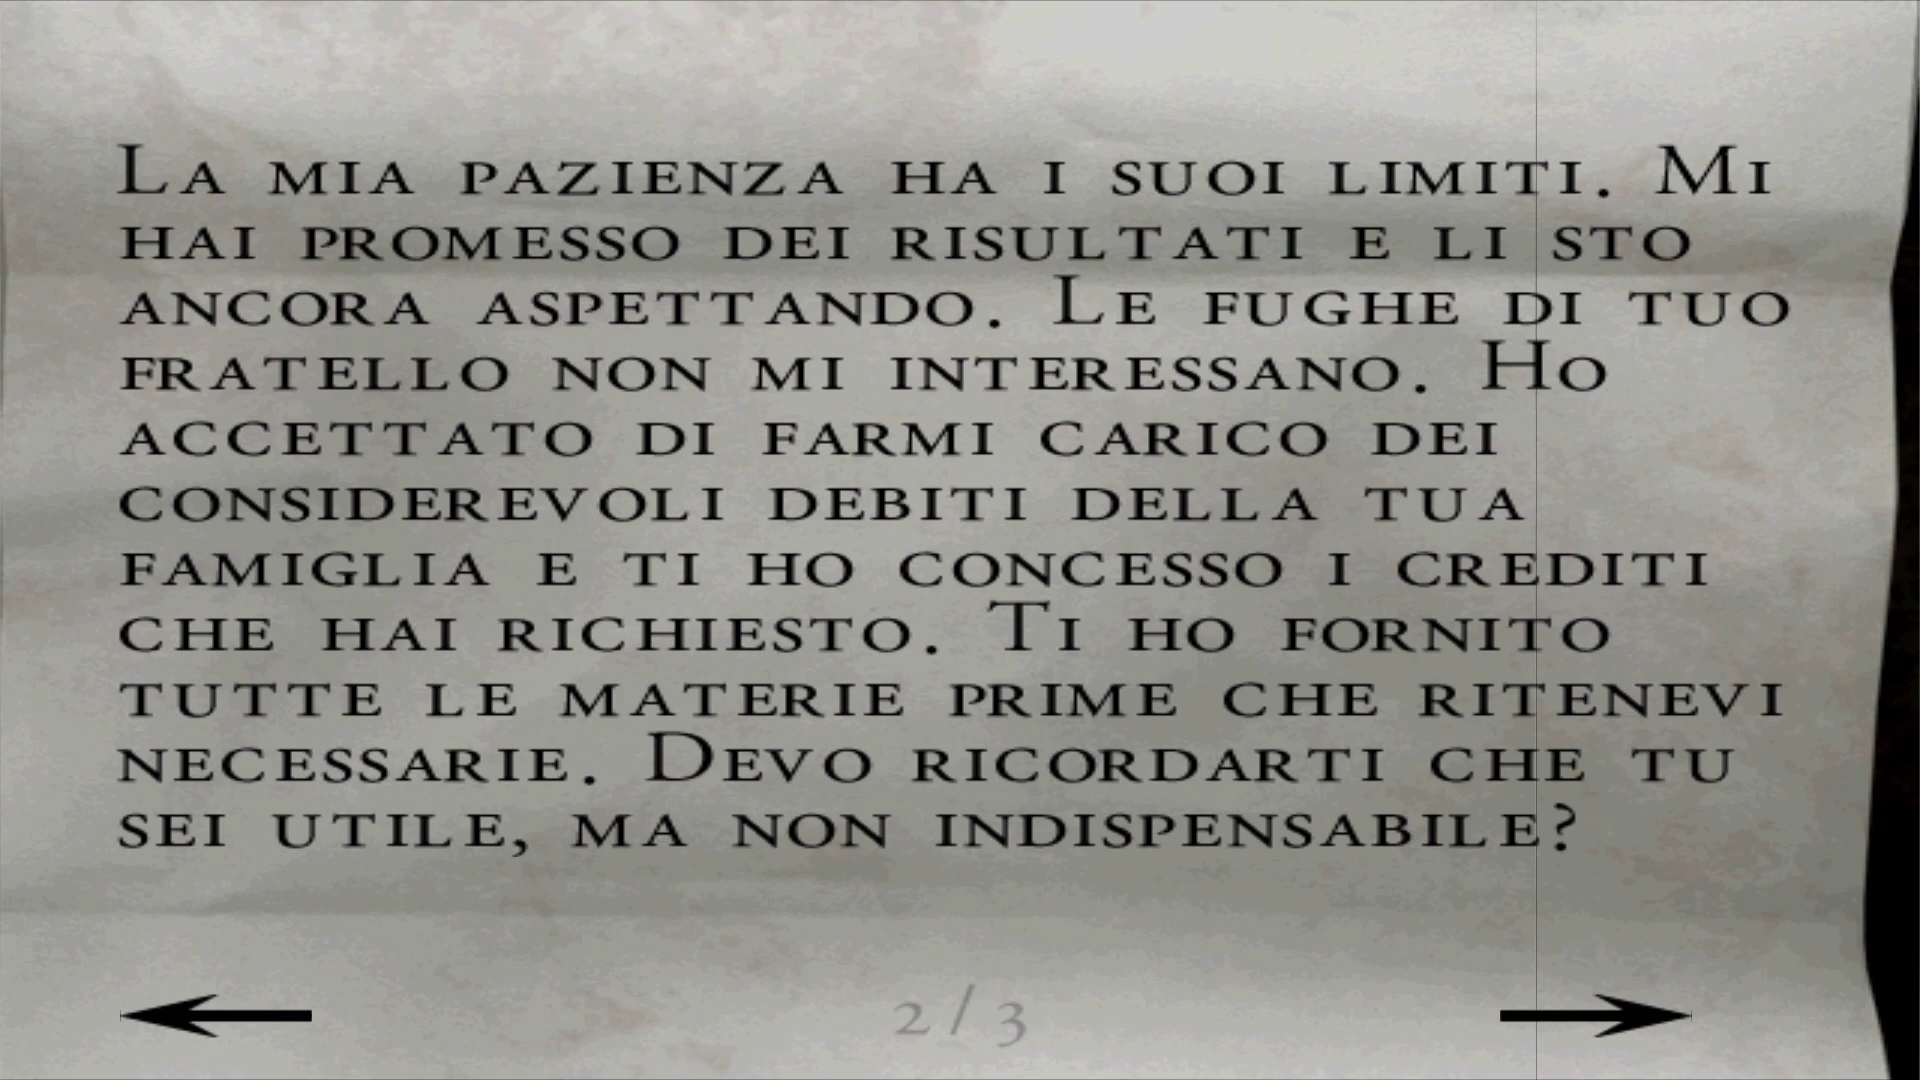 La mia pazienza ha i suoi limiti. Mi
hai promesso dei risultati e li sto
ancora aspettando. Le fughe di tuo
fratello non mi interessano. Ho
accettato di farmi carico dei
considerevoli debiti della tua
famiglia e ti ho concesso i crediti
che hai richiesto. Ti ho fornito
tutte le materie prime che ritenevi
necessarie. Devo ricordarti che tu
sei utile, ma non indispensabile?
2 / 3